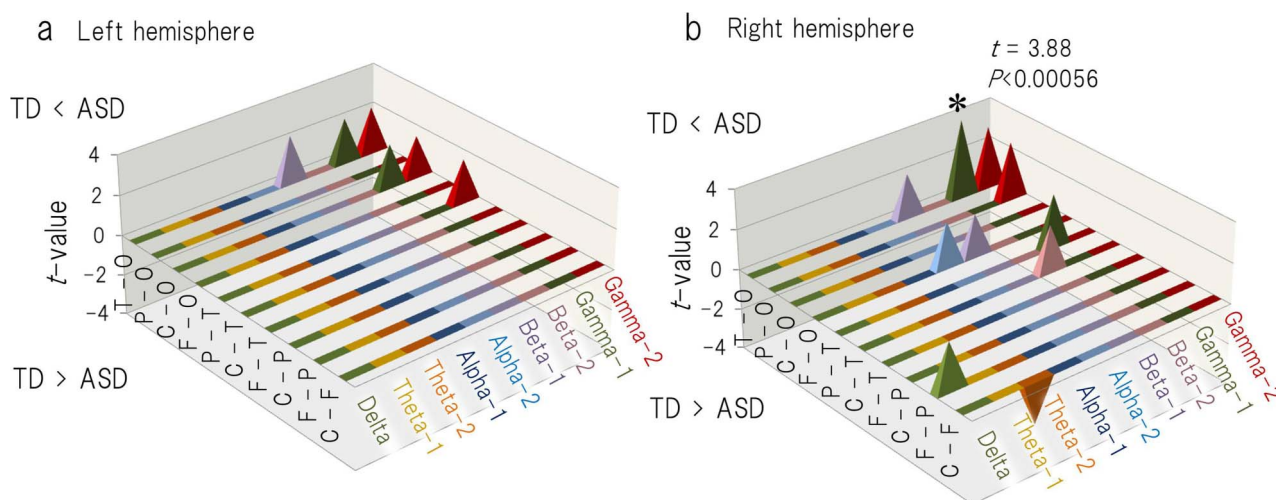 a Left hemisphere
TD < ASD
4
2
0
-2
-4
t-value
T-O
P-O
C-O
F-O
P-T
C-T
F-T
C-P
F-P
C-F
TD > ASD
Delta
Theta-1
Theta-2
Alpha-1
Alpha-2
Beta-1
Beta-2
Gamma-1
Gamma-2
b Right hemisphere
t = 3.88
P<0.00056
*
TD < ASD
4
2
0
-2
-4
t-value
T-O
P-O
C-O
F-O
P-T
C-T
F-T
C-P
F-P
C-F
TD > ASD
Delta
Theta-1
Theta-2
Alpha-1
Alpha-2
Beta-1
Beta-2
Gamma-1
Gamma-2